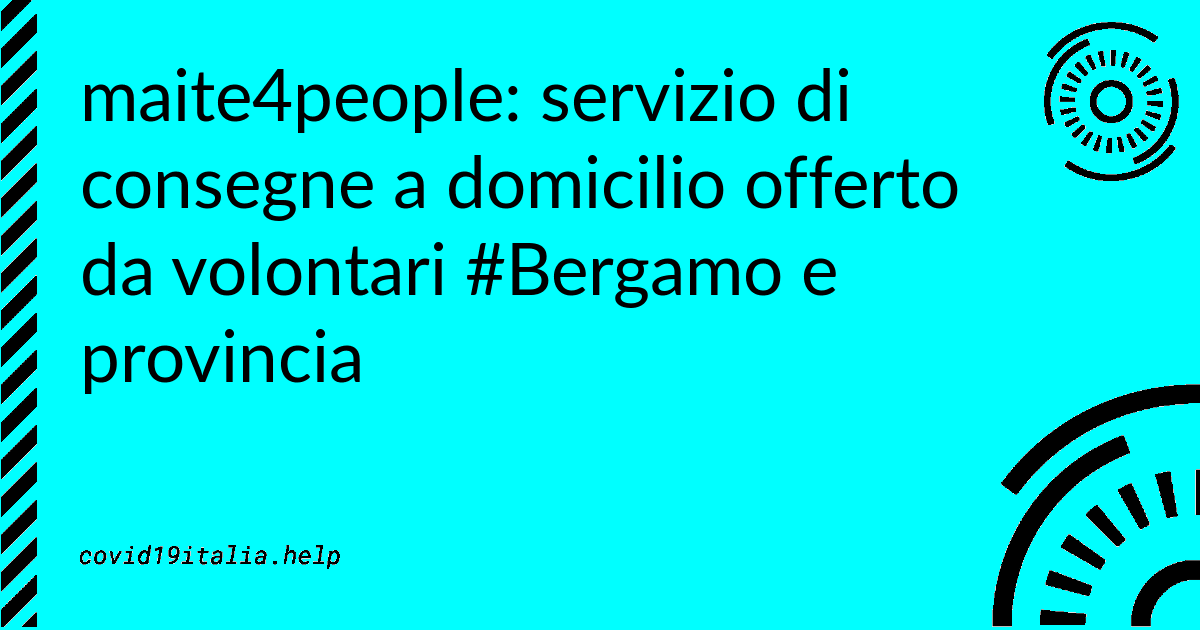 maite4people: servizio di
consegne a domicilio offerto
da volontari #Bergamo e
provincia
covid19italia.help